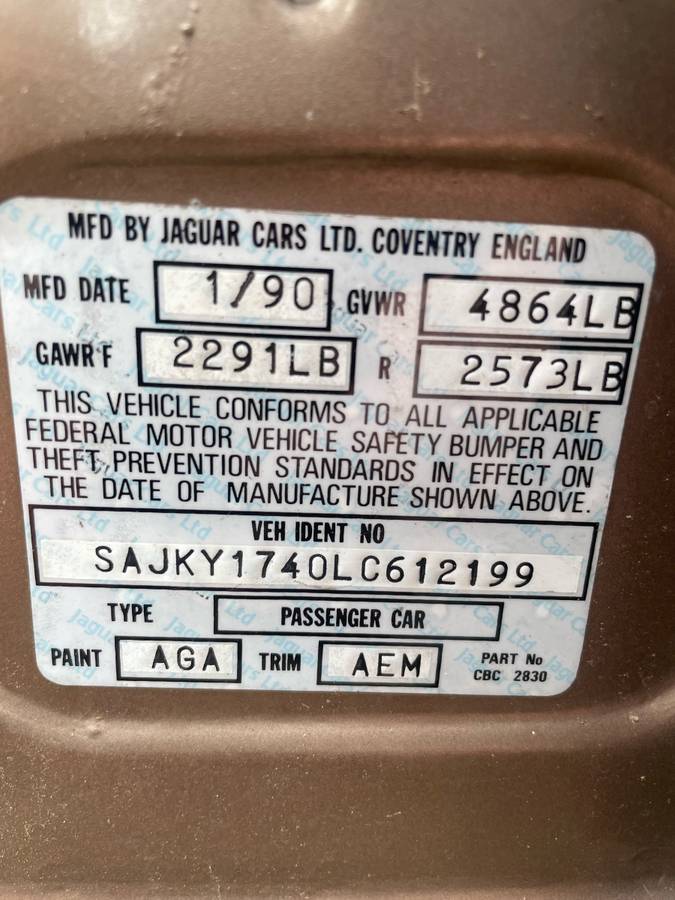 MFD BY JAGUAR CARS LTD. COVENTRY ENGLAND
MFD DATE 1/90 GVWR 4864LB
GAWR F 2291LB R 2573LB
THIS VEHICLE CONFORMS TO ALL APPLICABLE
FEDERAL MOTOR VEHICLE SAFETY BUMPER AND
THEFT PREVENTION STANDARDS IN EFFECT ON
THE DATE OF MANUFACTURE SHOWN ABOVE.
VEH IDENT NO
SAJKY1740LC612199
TYPE PASSENGER CAR
PAINT AGA TRIM AEM PART No
CBC 2830